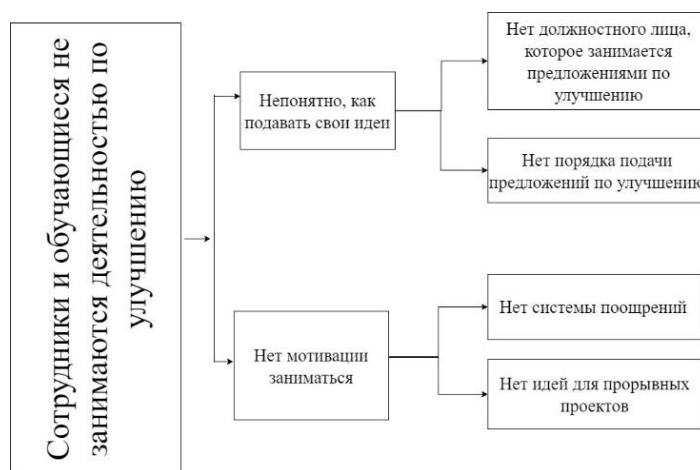 Сотрудники и обучающиеся не
занимаются деятельностью по
улучшению
Непонятно, как
подавать свои идеи
Нет должностного лица,
которое занимается
предложениями по
улучшению
Нет порядка подачи
предложений по улучшению
Нет мотивации
заниматься
Нет системы поощрений
Нет идей для прорывных
проектов